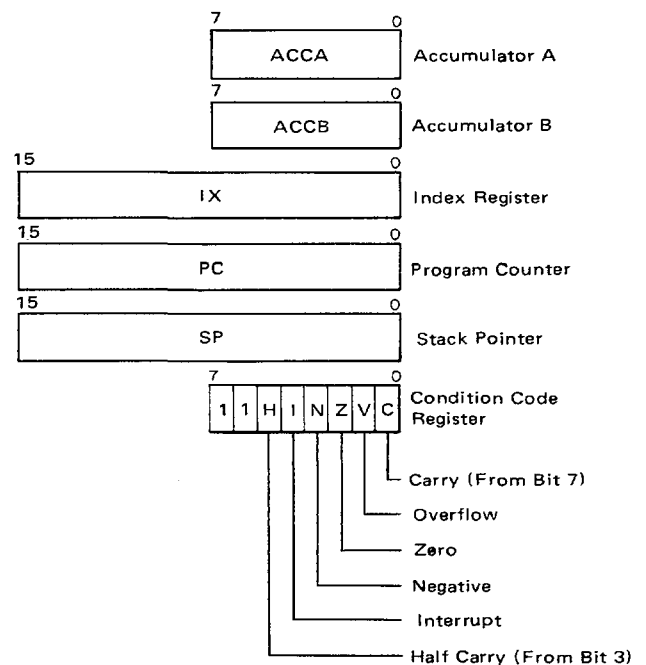 7 0
ACCA Accumulator A
7 0
ACCB Accumulator B
15 0
IX Index Register
15 0
PC Program Counter
15 0
SP Stack Pointer
7 0
1 1 H I N Z V C Condition Code
Register
Carry (From Bit 7)
Overflow
Zero
Negative
Interrupt
Half Carry (From Bit 3)